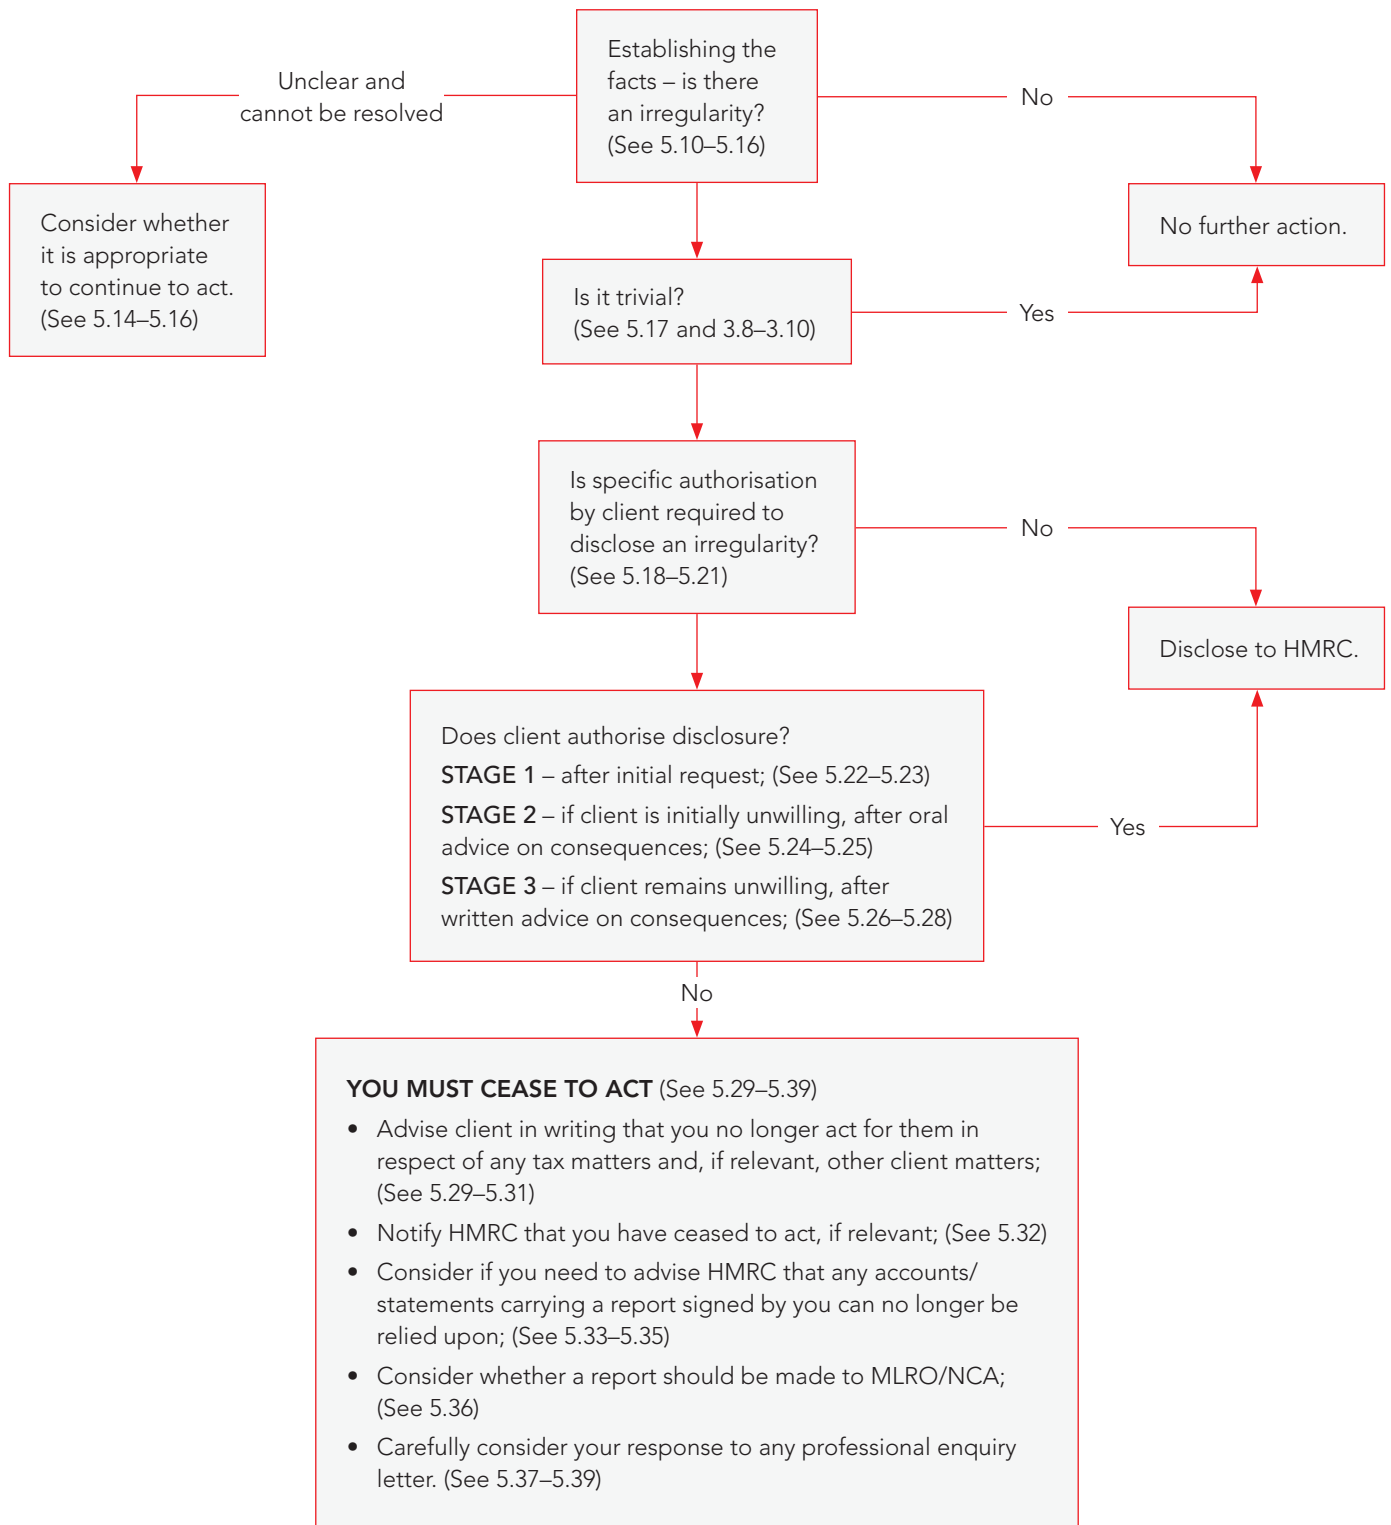 Establishing the
facts – is there
an irregularity?
(See 5.10–5.16)
Unclear and
cannot be resolved
No
Consider whether
it is appropriate
to continue to act.
(See 5.14–5.16)
No further action.
Is it trivial?
(See 5.17 and 3.8–3.10)
Yes
Is specific authorisation
by client required to
disclose an irregularity?
(See 5.18–5.21)
No
Disclose to HMRC.
Does client authorise disclosure?
STAGE 1 – after initial request; (See 5.22–5.23)
STAGE 2 – if client is initially unwilling, after oral
advice on consequences; (See 5.24–5.25)
STAGE 3 – if client remains unwilling, after
written advice on consequences; (See 5.26–5.28)
Yes
No
YOU MUST CEASE TO ACT (See 5.29–5.39)
• Advise client in writing that you no longer act for them in
respect of any tax matters and, if relevant, other client matters;
(See 5.29–5.31)
• Notify HMRC that you have ceased to act, if relevant; (See 5.32)
• Consider if you need to advise HMRC that any accounts/
statements carrying a report signed by you can no longer be
relied upon; (See 5.33–5.35)
• Consider whether a report should be made to MLRO/NCA;
(See 5.36)
• Carefully consider your response to any professional enquiry
letter. (See 5.37–5.39)